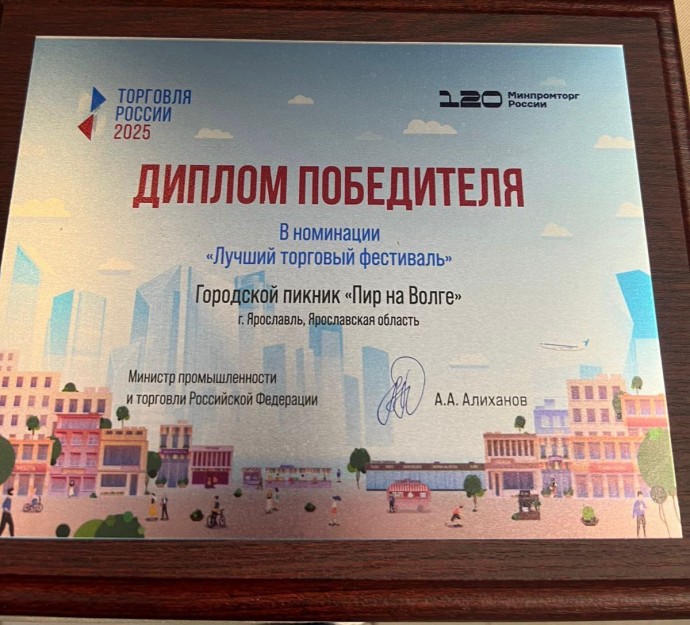 ТОРГОВЛЯ
РОССИИ
2025
120 Минпромторг
России
ДИПЛОМ ПОБЕДИТЕЛЯ
В номинации
«Лучший торговый фестиваль»
Городской пикник «Пир на Волге»
г. Ярославль, Ярославская область
Министр промышленности
и торговли Российской Федерации
А.А. Алиханов